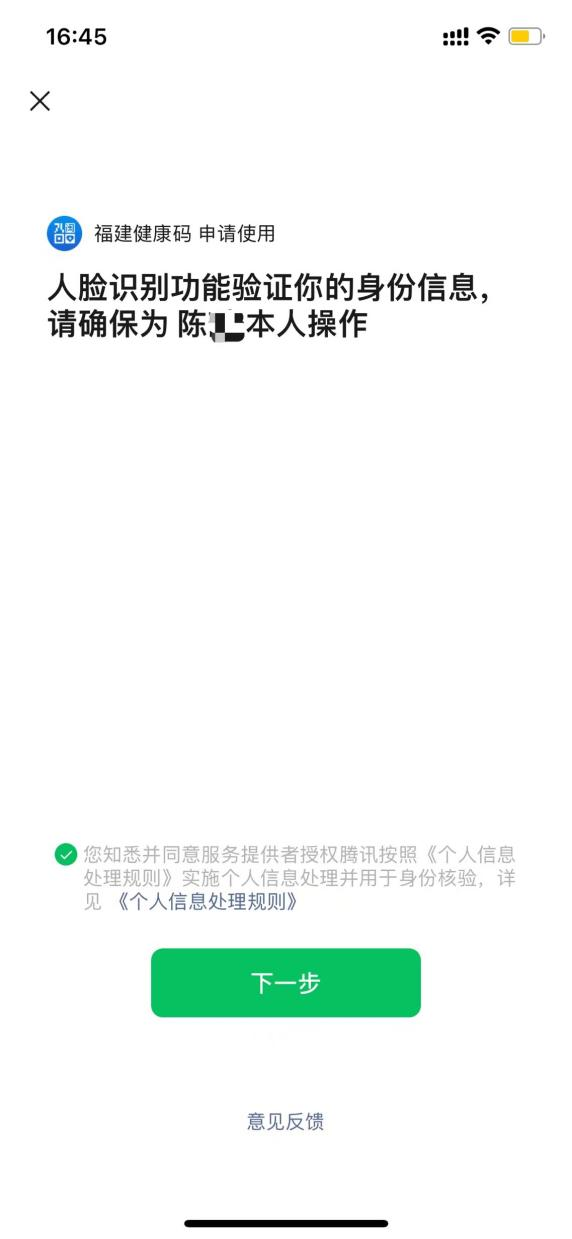 16:45
福建健康码 申请使用
人脸识别功能验证你的身份信息，
请确保为 陈 本人操作
您知悉并同意服务提供者授权腾讯按照《个人信息
处理规则》实施个人信息处理并用于身份核验，详
见 《个人信息处理规则》
下一步
意见反馈